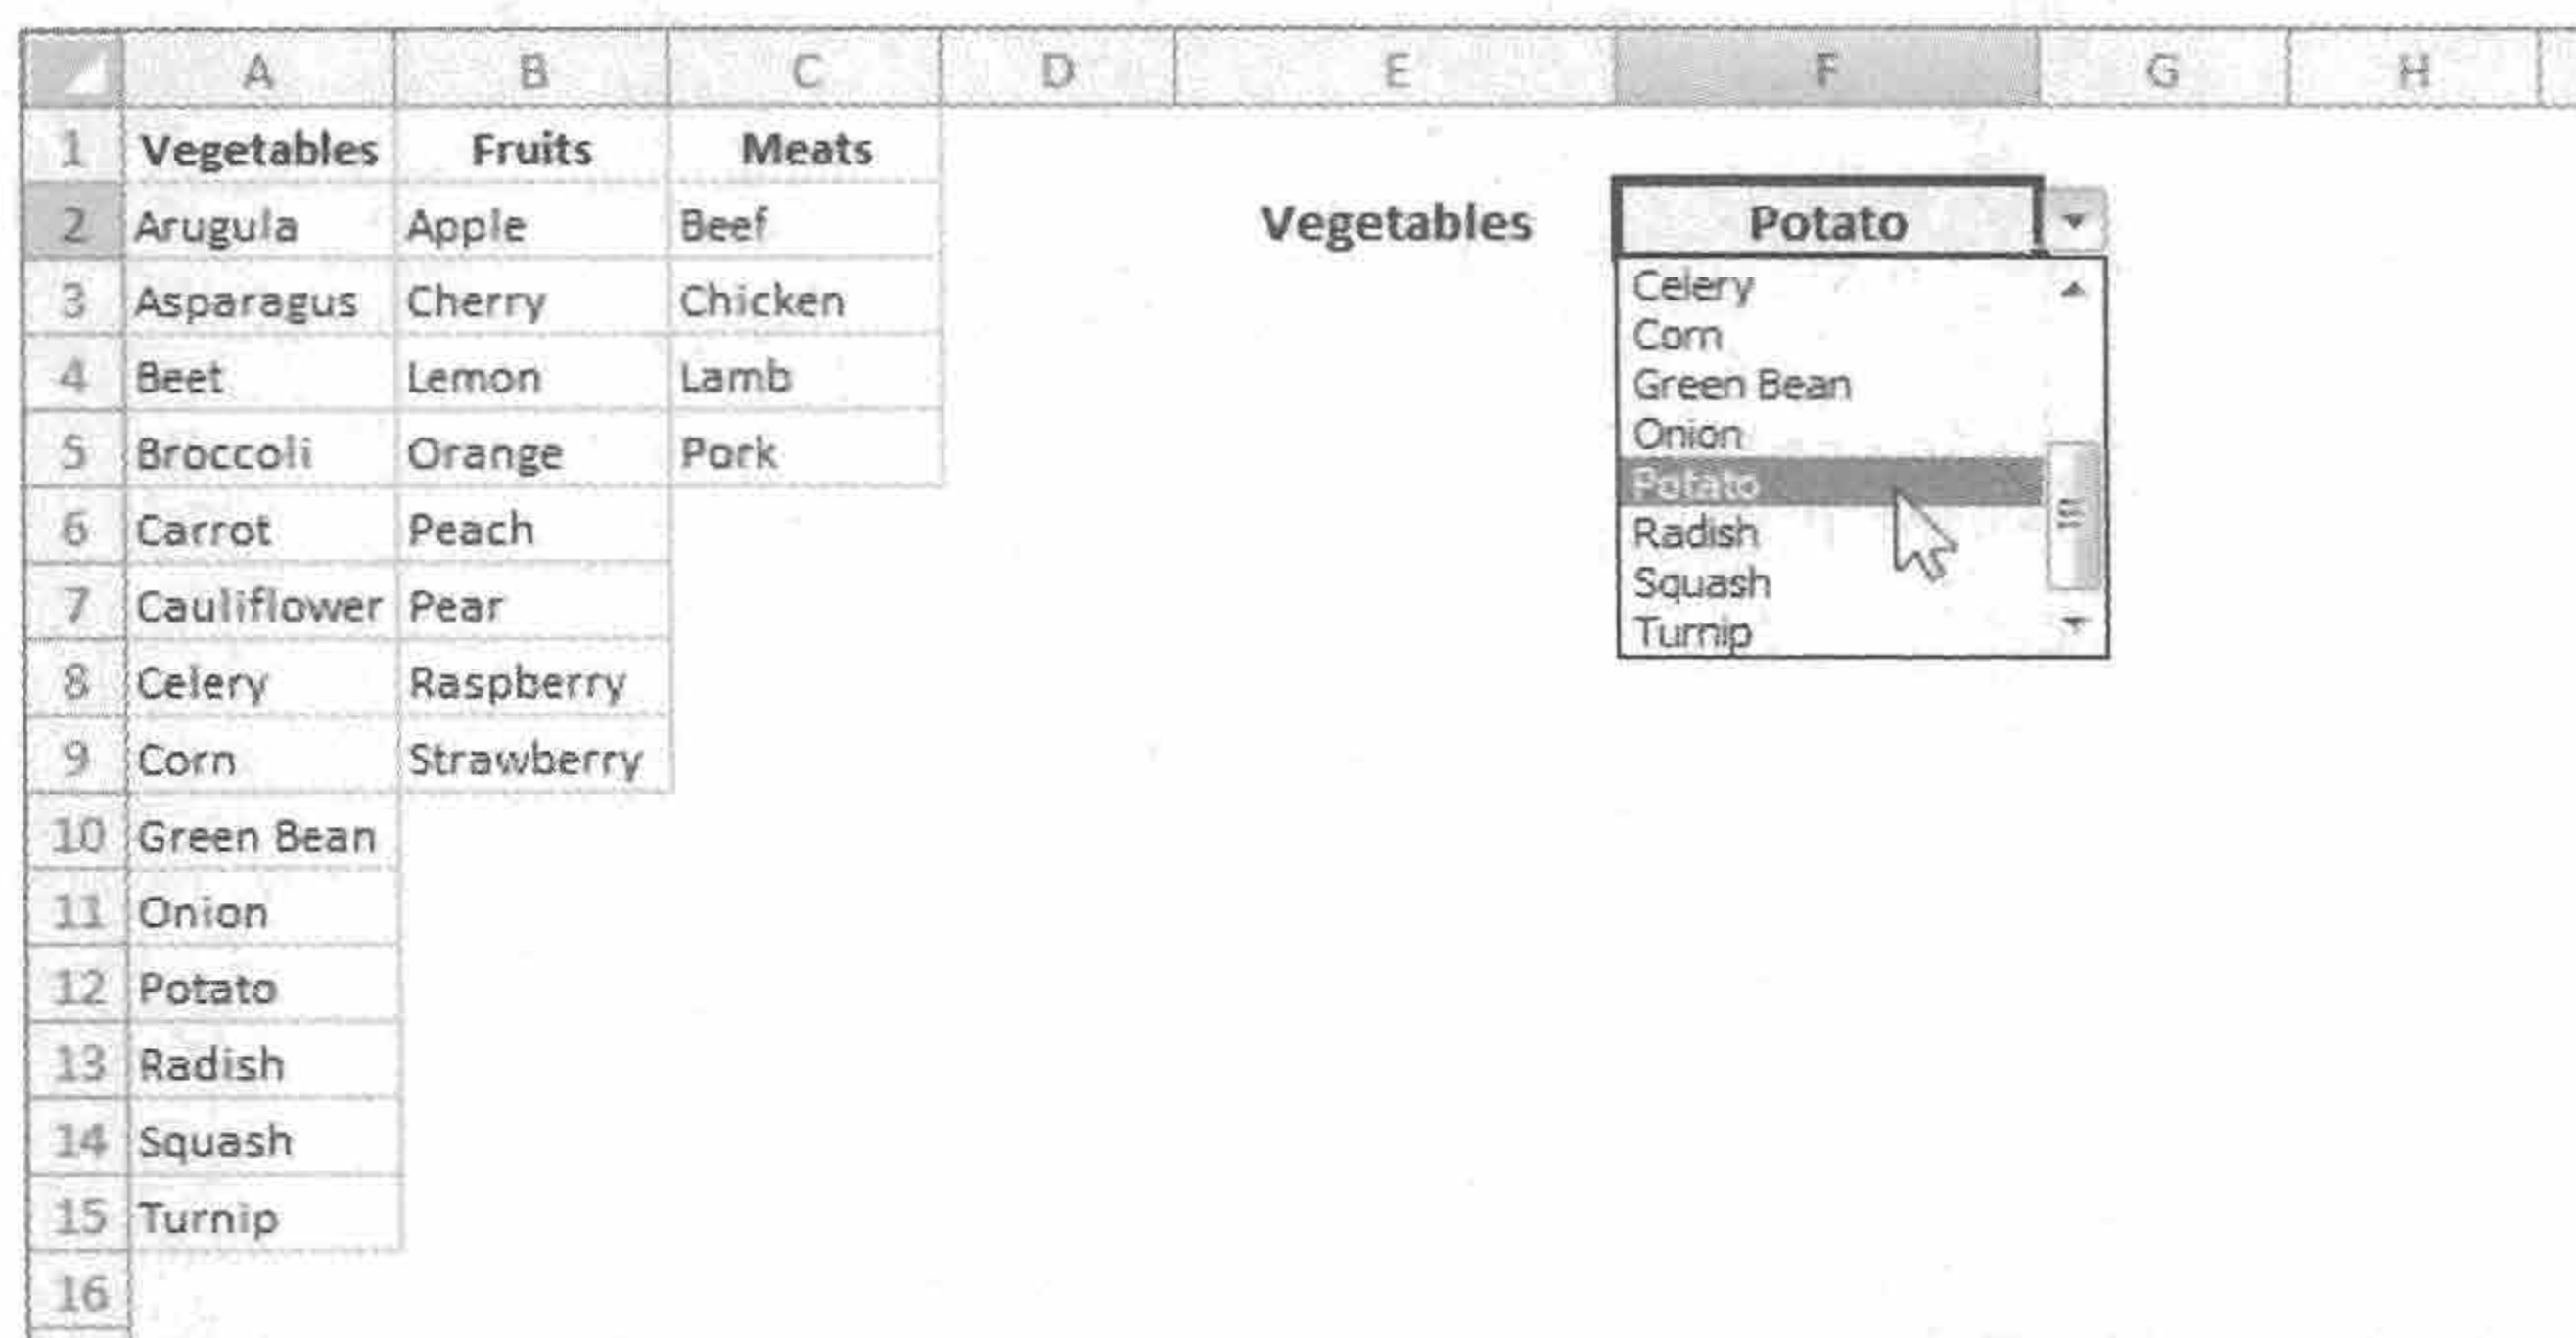 A B C D E F G H
1 Vegetables Fruits Meats
2 Arugula Apple Beef Vegetables Potato
3 Asparagus Cherry Chicken
4 Beet Lemon Lamb
5 Broccoli Orange Pork
6 Carrot Peach
7 Cauliflower Pear
8 Celery Raspberry
9 Corn Strawberry
10 Green Bean
11 Onion
12 Potato
13 Radish
14 Squash
15 Turnip
16
Celery
Corn
Green Bean
Onion
Potato
Radish
Squash
Turnip